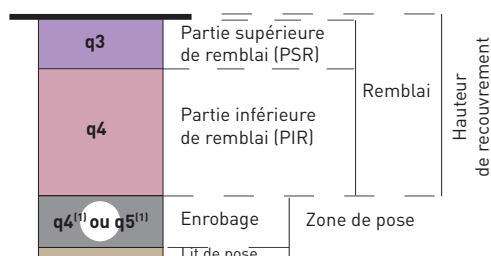 q3
Partie supérieure
de remblai (PSR)
q4
Partie inférieure
de remblai (PIR)
Remblai
Hauteur
de recouvrement
q4(1) ou q5(1)
Enrobage
Zone de pose
Lit de pose